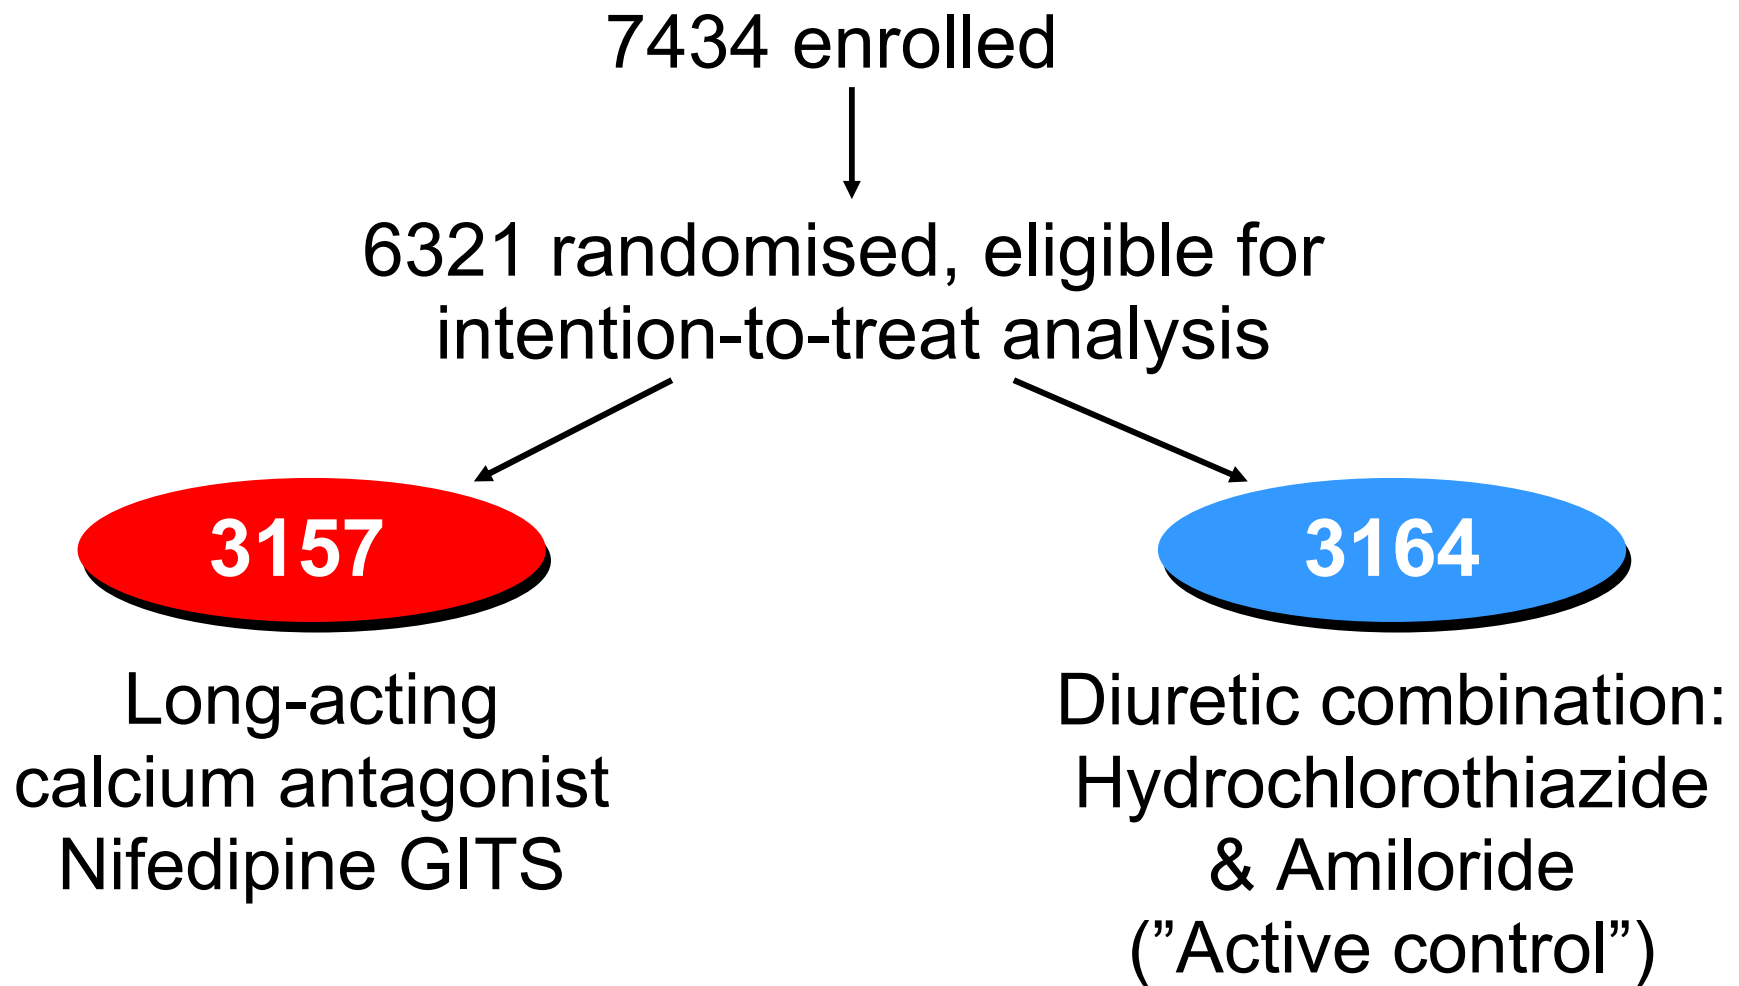 7434 enrolled
6321 randomised, eligible for
intention-to-treat analysis
3157
3164
Long-acting
calcium antagonist
Nifedipine GITS
Diuretic combination:
Hydrochlorothiazide
& Amiloride
(”Active control”)